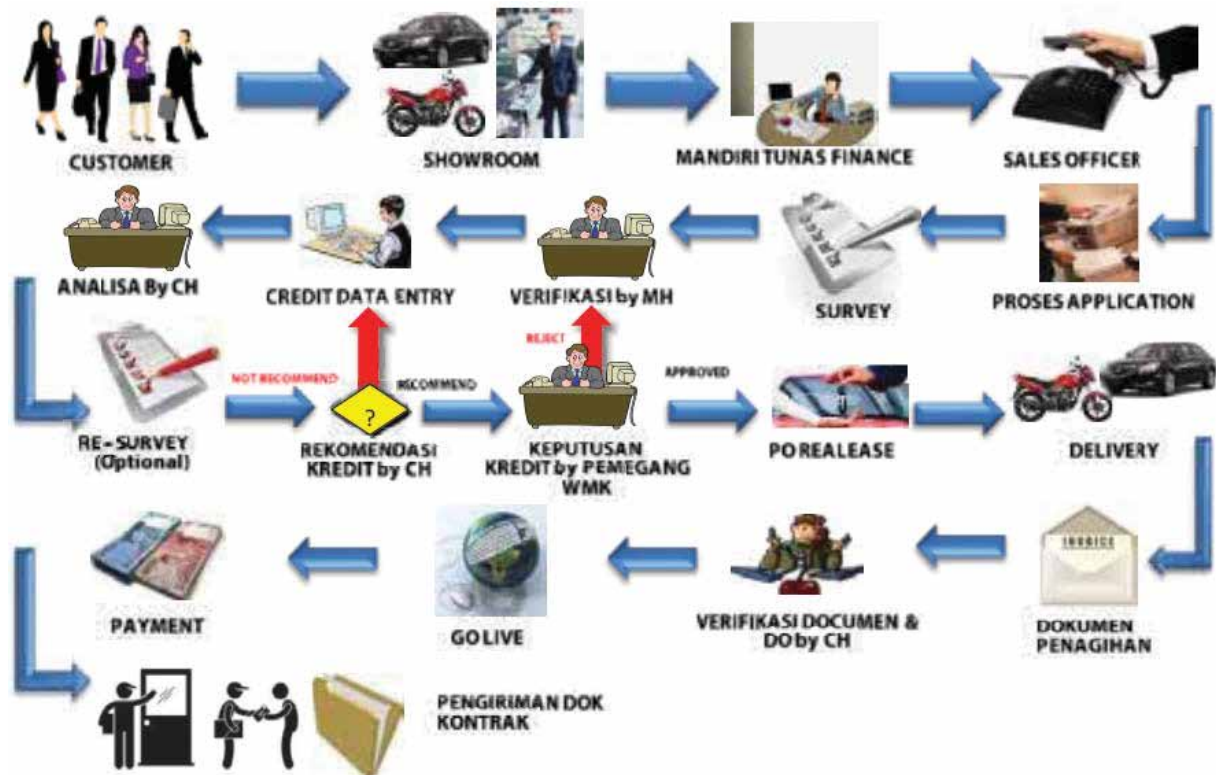 CUSTOMER
SHOWROOM
MANDIRI TUNAS FINANCE
SALES OFFICER
ANALISA By CH
CREDIT DATA ENTRY
VERIFIKASI by MH
SURVEY
PROSES APPLICATION
REJECT
NOT RECOMMEND
RECOMMEND
APPROVED
?
RE-SURVEY
(Optional)
REKOMENDASI
KREDIT by CH
KEPUTUSAN
KREDIT by PEMEGANG
WMK
PO REALEASE
DELIVERY
INVOICE
PAYMENT
GO LIVE
VERIFIKASI DOCUMEN &
DO by CH
DOKUMEN
PENAGIHAN
PENGIRIMAN DOK
KONTRAK